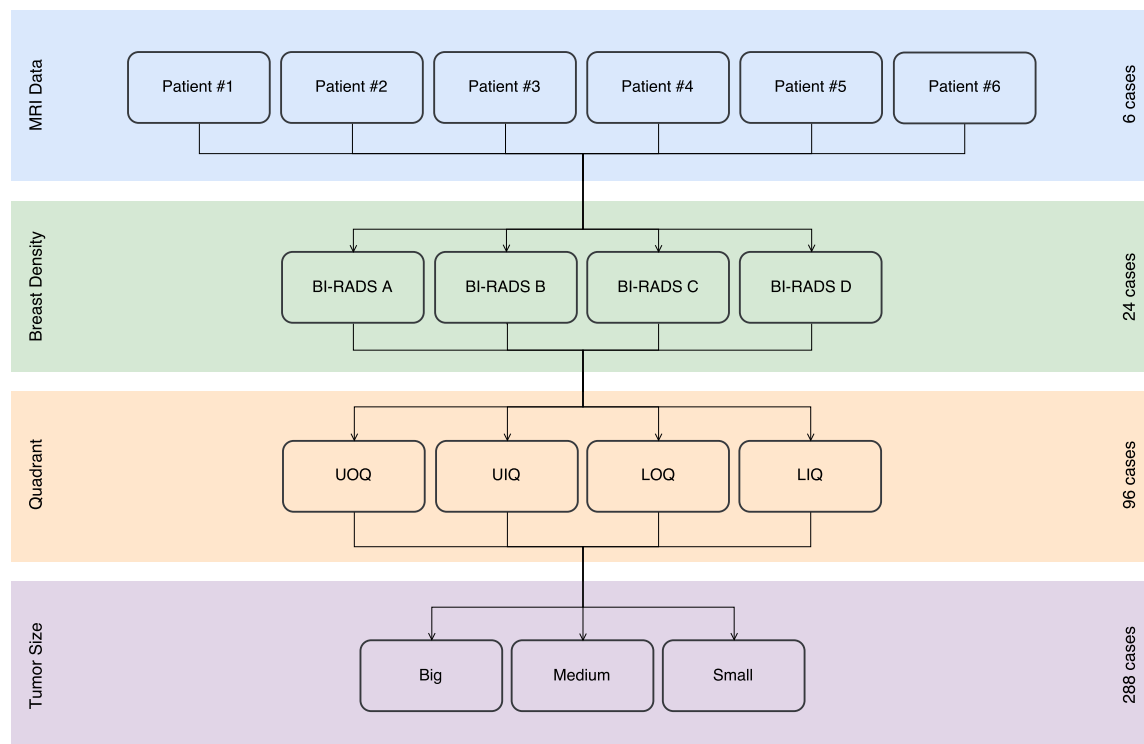 MRI Data
Patient #1
Patient #2
Patient #3
Patient #4
Patient #5
Patient #6
6 cases
Breast Density
BI-RADS A
BI-RADS B
BI-RADS C
BI-RADS D
24 cases
Quadrant
UOQ
UIQ
LOQ
LIQ
96 cases
Tumor Size
Big
Medium
Small
288 cases